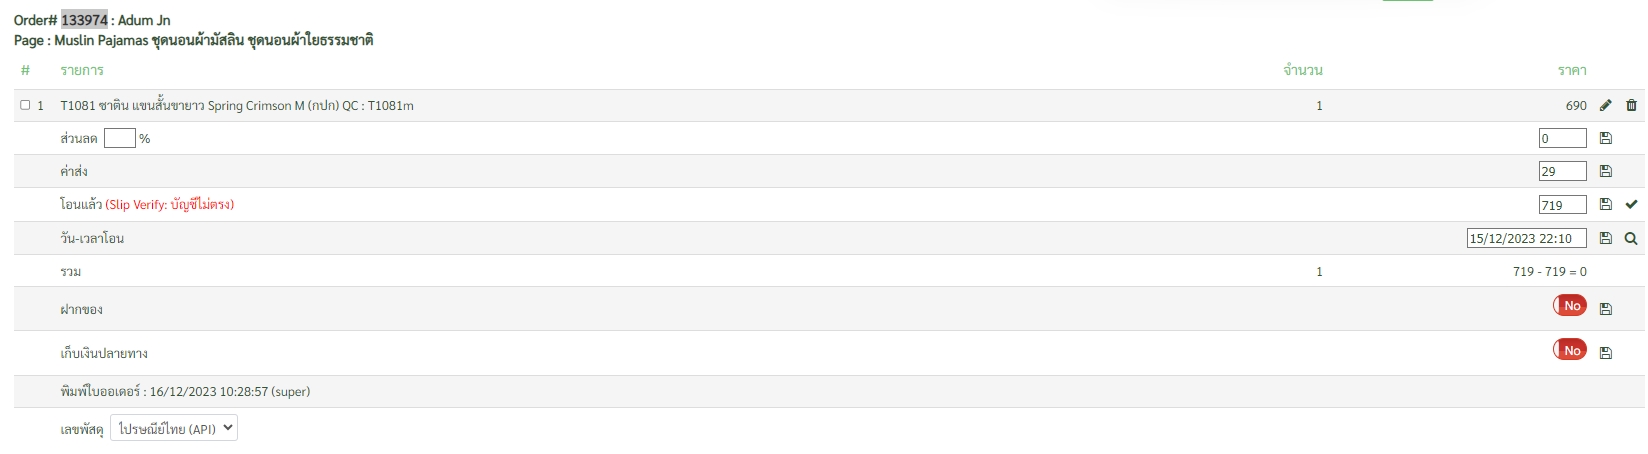 Order# 133974 : Adum Jn
Page : Muslin Pajamas ชุดนอนผ้ามัสลิน ชุดนอนผ้าใยธรรมชาติ
# รายการ จำนวน ราคา
1 T1081 ซาติน แขนสั้นขายาว Spring Crimson M (กปก) QC : T1081m 1 690
ส่วนลด % 0
ค่าส่ง 29
โอนแล้ว (Slip Verify: บัญชีไม่ตรง) 719
วัน-เวลาโอน 15/12/2023 22:10
รวม 1 719 - 719 = 0
ฝากของ No
เก็บเงินปลายทาง No
พิมพ์ใบออเดอร์ : 16/12/2023 10:28:57 (super)
เลขพัสดุ ไปรษณีย์ไทย (API)